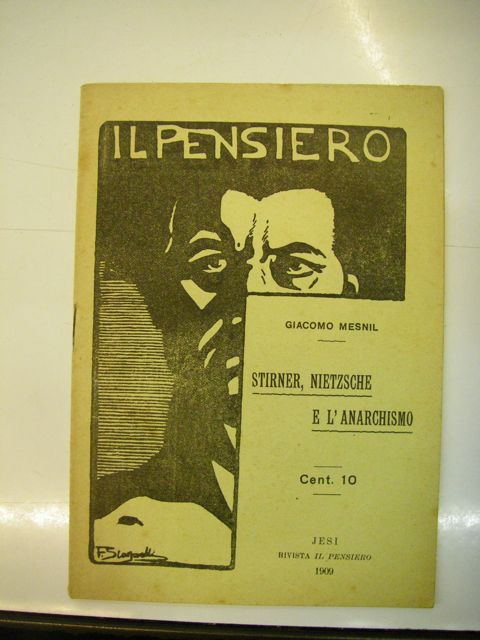 IL PENSIERO
GIACOMO MESNIL
STIRNER, NIETZSCHE
E L'ANARCHISMO
Cent. 10
JESI
RIVISTA IL PENSIERO
1909